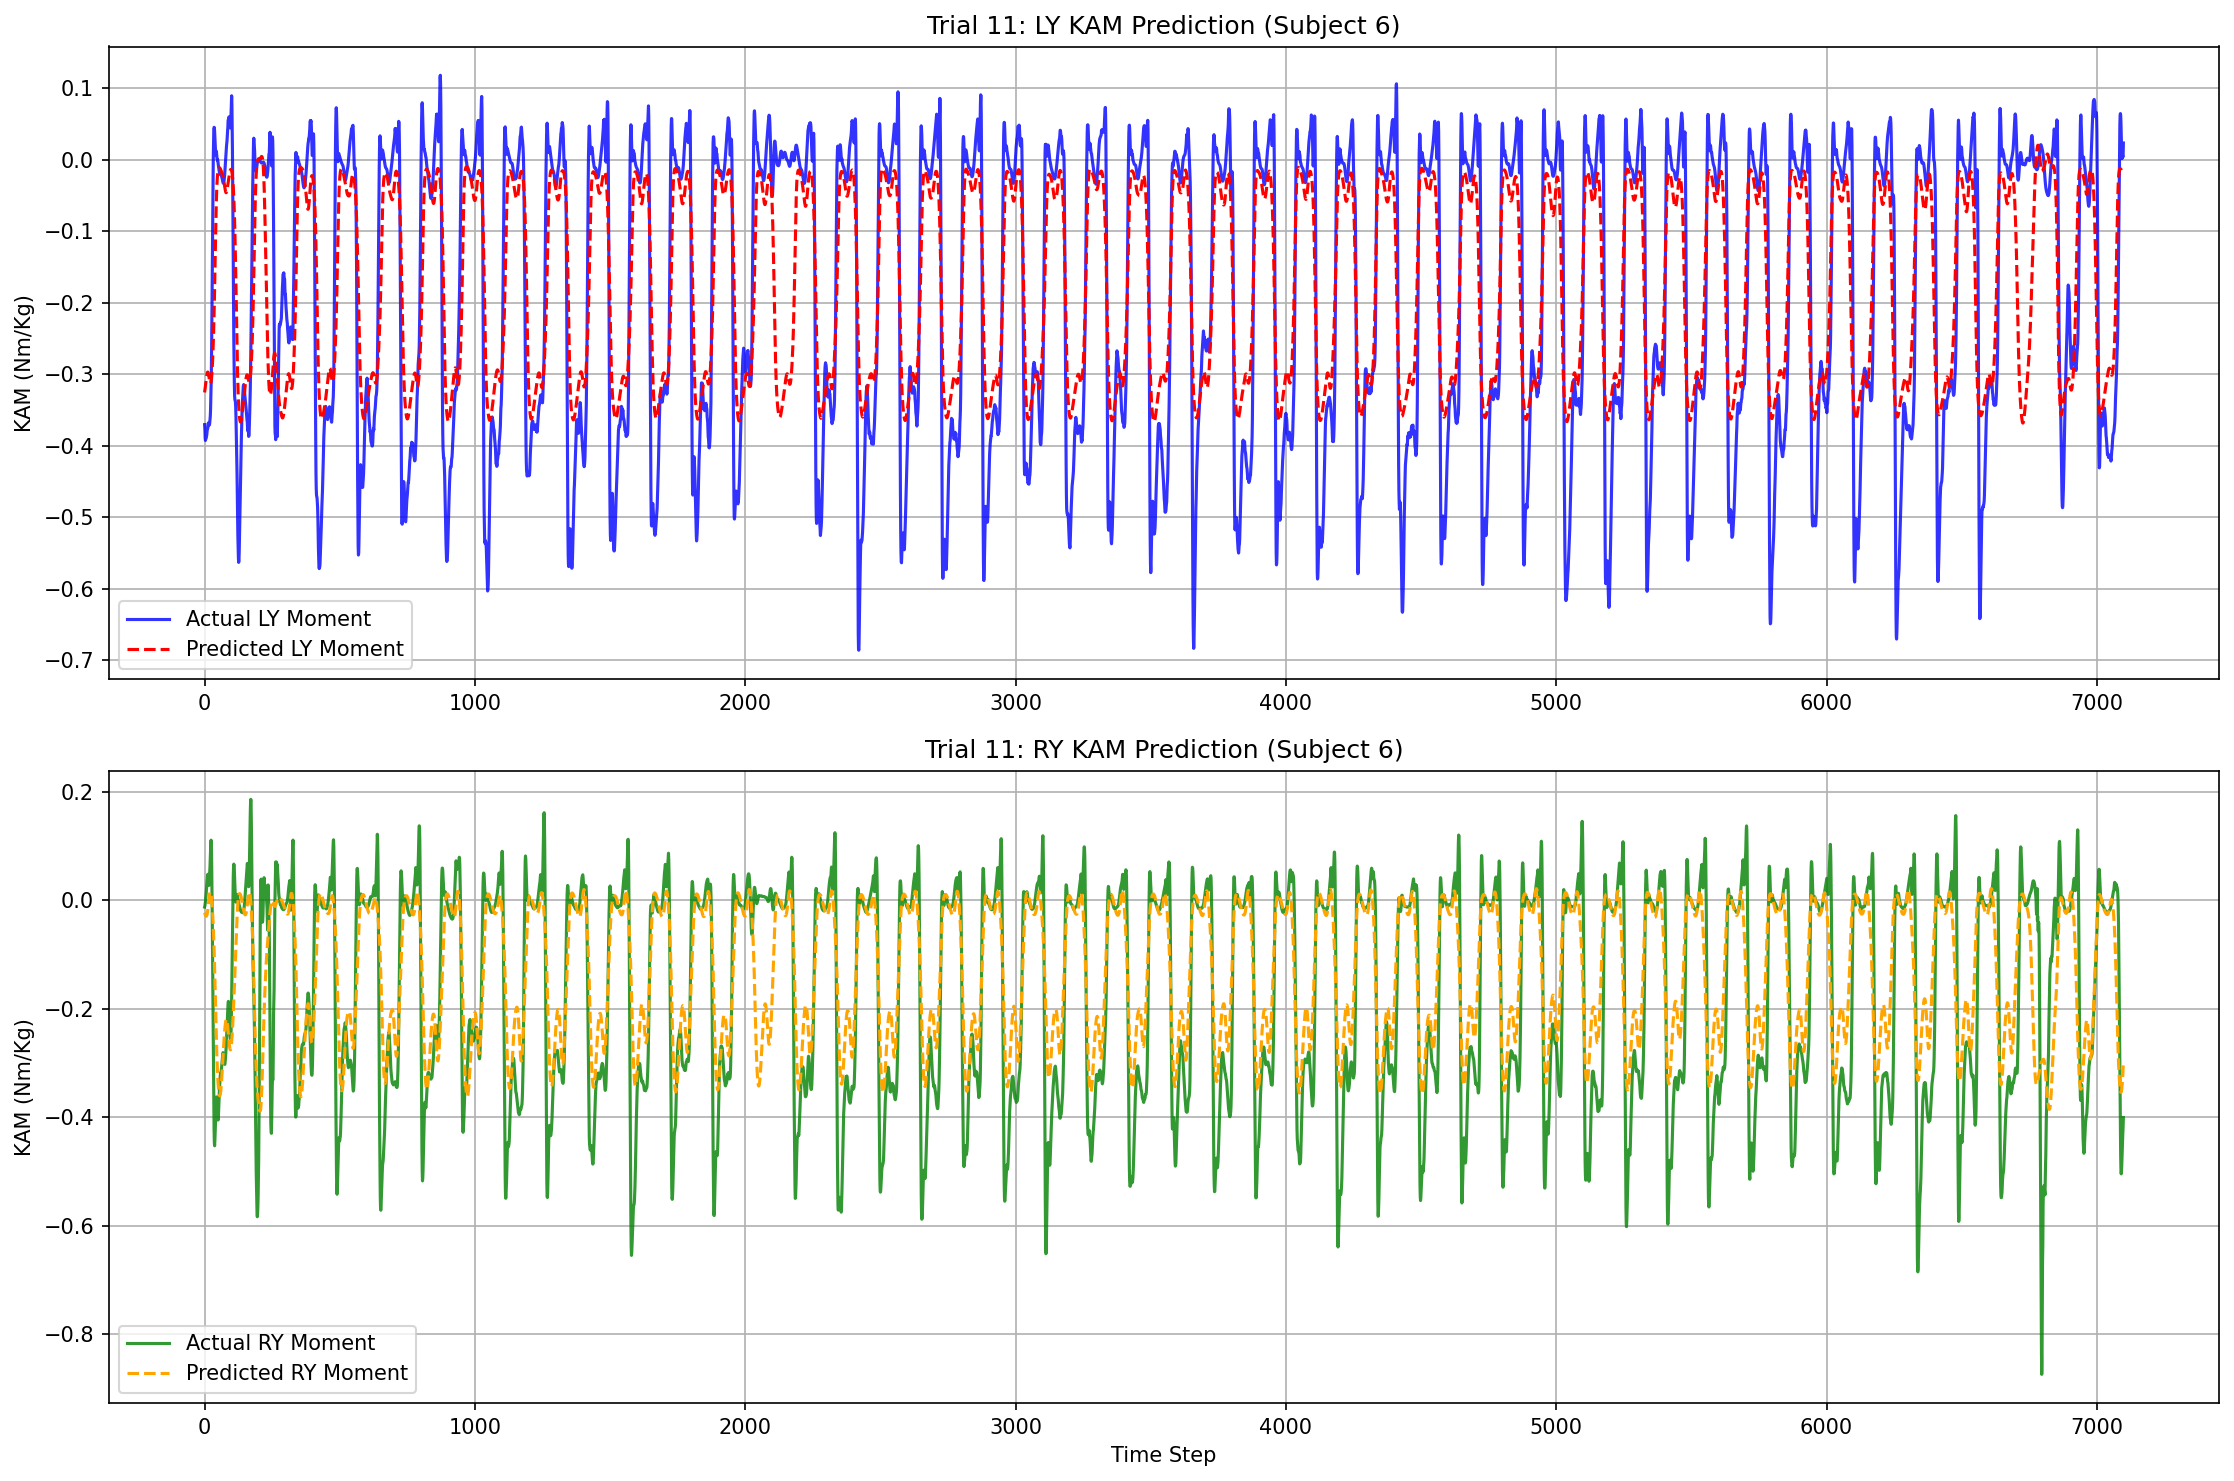 Trial 11: LY KAM Prediction (Subject 6)
KAM (Nm/Kg)
0.1
0.0
−0.1
−0.2
−0.3
−0.4
−0.5
−0.6
−0.7
Actual LY Moment
Predicted LY Moment
0 1000 2000 3000 4000 5000 6000 7000
Trial 11: RY KAM Prediction (Subject 6)
KAM (Nm/Kg)
0.2
0.0
−0.2
−0.4
−0.6
−0.8
Actual RY Moment
Predicted RY Moment
0 1000 2000 3000 4000 5000 6000 7000
Time Step